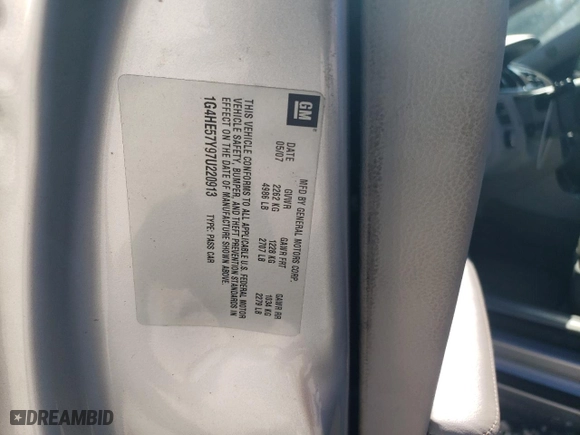 GM
MFD BY GENERAL MOTORS CORP.
DATE GVWR GAWR FRT GAWR RR
05/07 2262 KG 1228 KG 1034 KG
4986 LB 2707 LB 2279 LB
THIS VEHICLE CONFORMS TO ALL APPLICABLE U.S. FEDERAL MOTOR
VEHICLE SAFETY, BUMPER, AND THEFT PREVENTION STANDARDS IN
EFFECT ON THE DATE OF MANUFACTURE SHOWN ABOVE.
1G4HE57Y97U220913 TYPE: PASS CAR
DREAMBID